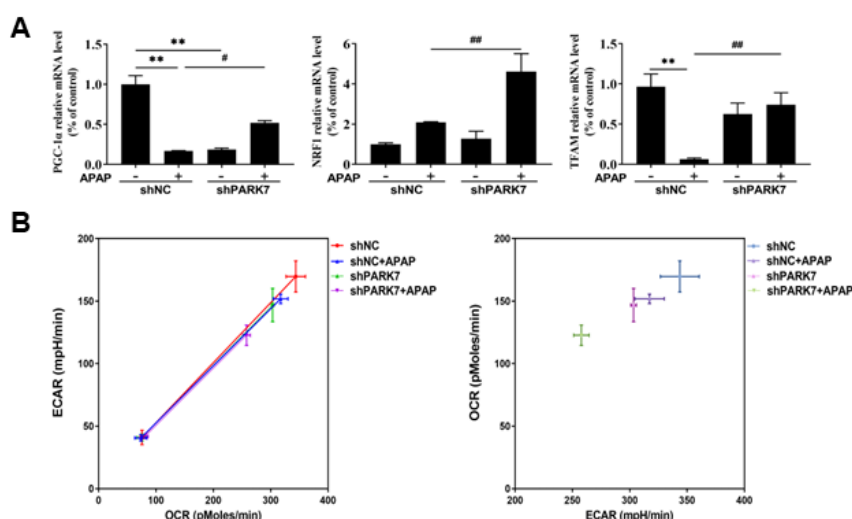 A
PGC-1α relative mRNA level
(% of control)
1.5
1.0
0.5
0.0
**
**
#
APAP
- + - +
shNC shPARK7
NRF1 relative mRNA level
(% of control)
6
4
2
0
##
APAP
- + - +
shNC shPARK7
TFAM relative mRNA level
(% of control)
1.5
1.0
0.5
0.0
**
##
APAP
- + - +
shNC shPARK7
B
ECAR (mpH/min)
200
150
100
50
0
0 100 200 300 400
OCR (pMoles/min)
shNC
shNC+APAP
shPARK7
shPARK7+APAP
OCR (pMoles/min)
200
150
100
50
0
200 250 300 350 400
ECAR (mpH/min)
shNC
shNC+APAP
shPARK7
shPARK7+APAP